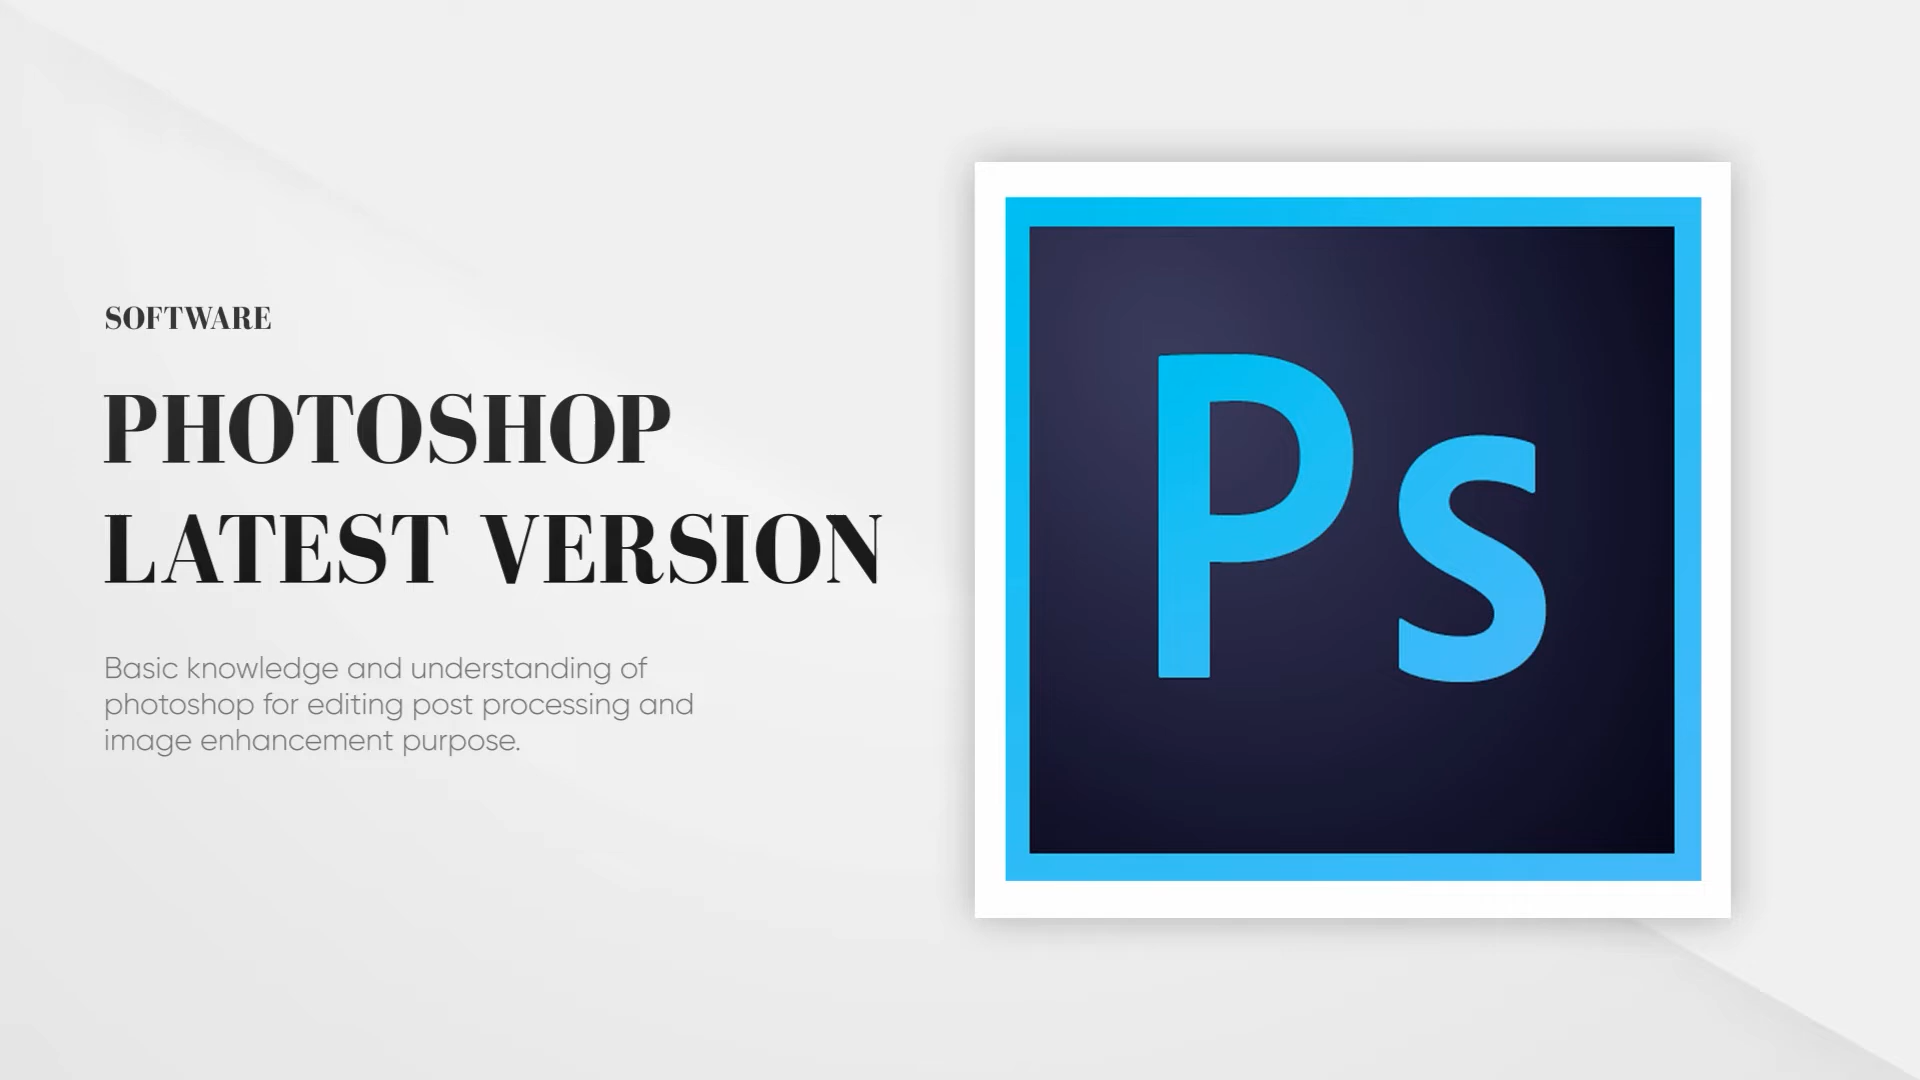 SOFTWARE
PHOTOSHOP
LATEST VERSION
Basic knowledge and understanding of
photoshop for editing post processing and
image enhancement purpose.
Ps